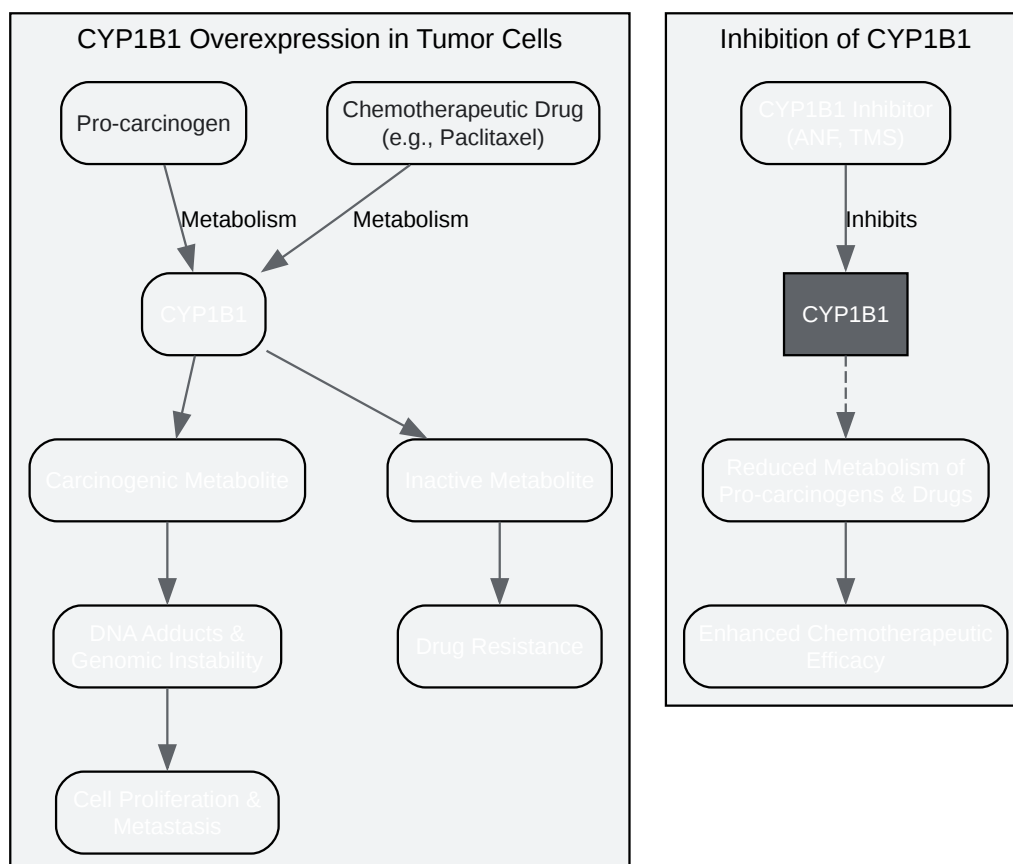 CYP1B1 Overexpression in Tumor Cells
Pro-carcinogen
Chemotherapeutic Drug
(e.g., Paclitaxel)
Metabolism
Metabolism
CYP1B1
Carcinogenic Metabolite
Inactive Metabolite
DNA Adducts &
Genomic Instability
Drug Resistance
Cell Proliferation &
Metastasis
Inhibition of CYP1B1
CYP1B1 Inhibitor
(ANF, TMS)
Inhibits
CYP1B1
Reduced Metabolism of
Pro-carcinogens & Drugs
Enhanced Chemotherapeutic
Efficacy